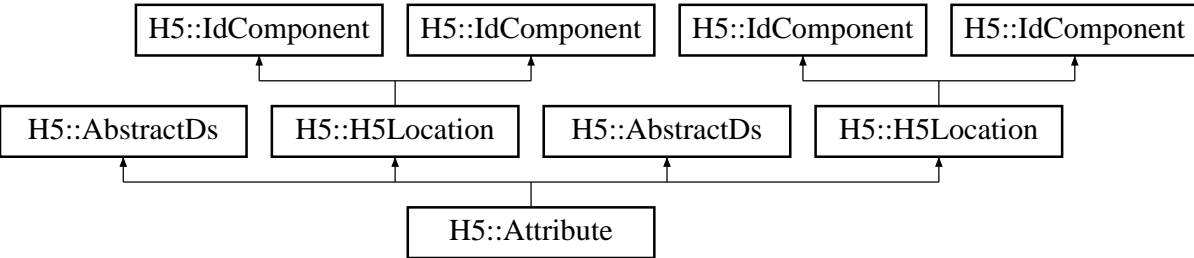 H5::IdComponent H5::IdComponent H5::IdComponent H5::IdComponent
H5::AbstractDs H5::H5Location H5::AbstractDs H5::H5Location
H5::Attribute